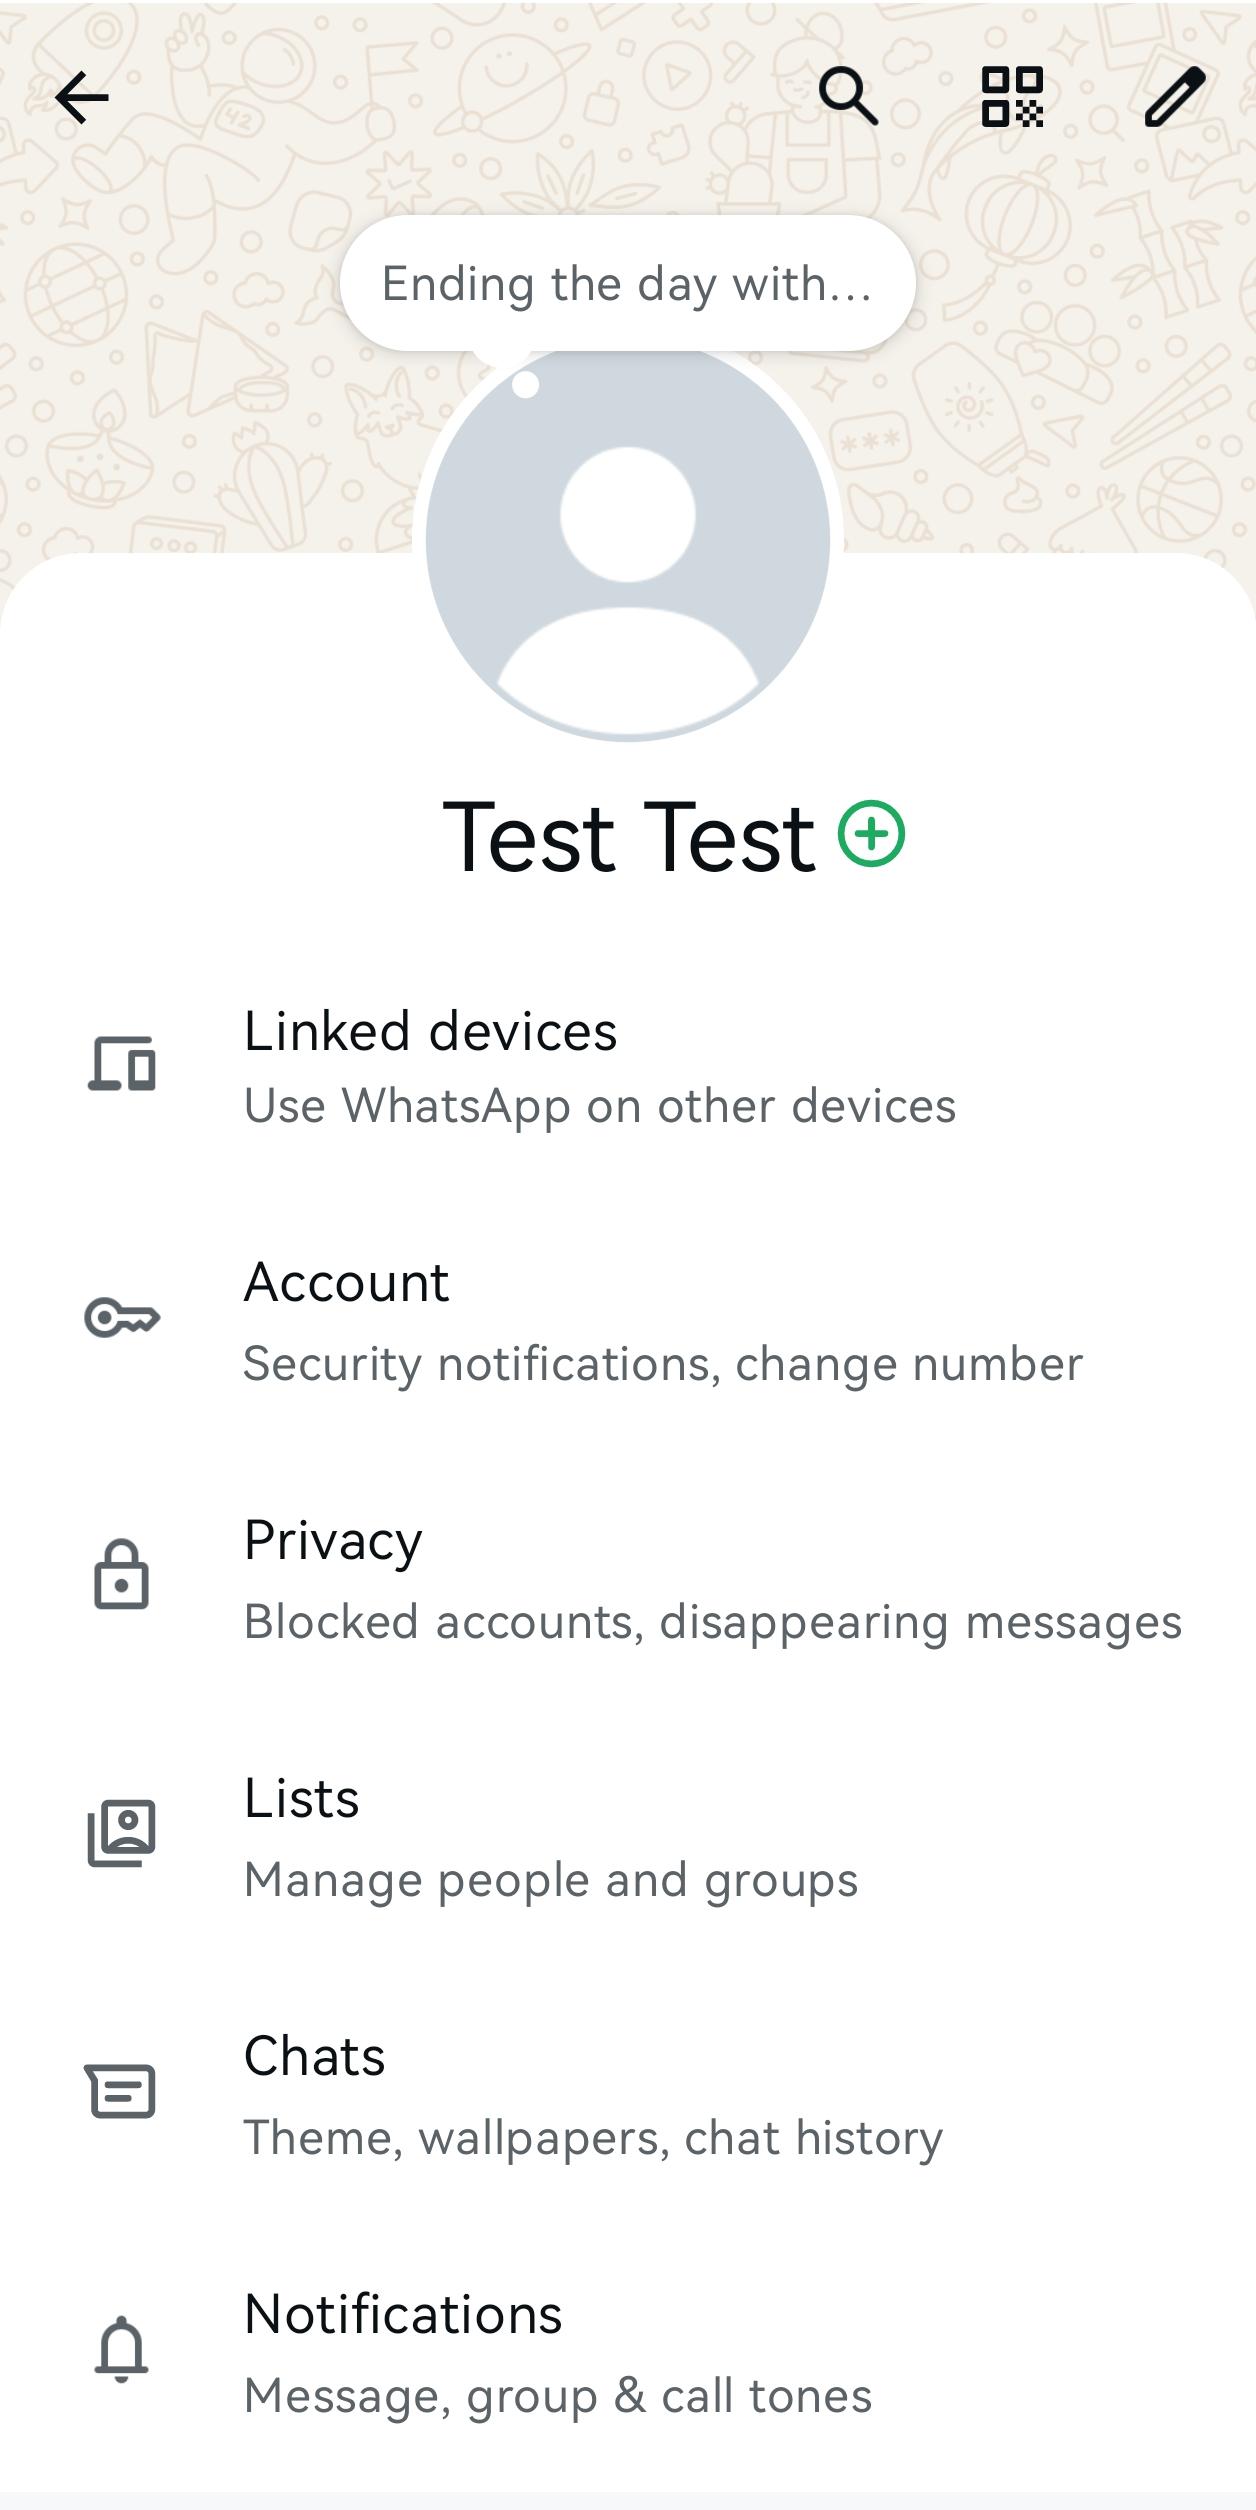 Ending the day with...
Test Test
Linked devices
Use WhatsApp on other devices
Account
Security notifications, change number
Privacy
Blocked accounts, disappearing messages
Lists
Manage people and groups
Chats
Theme, wallpapers, chat history
Notifications
Message, group & call tones